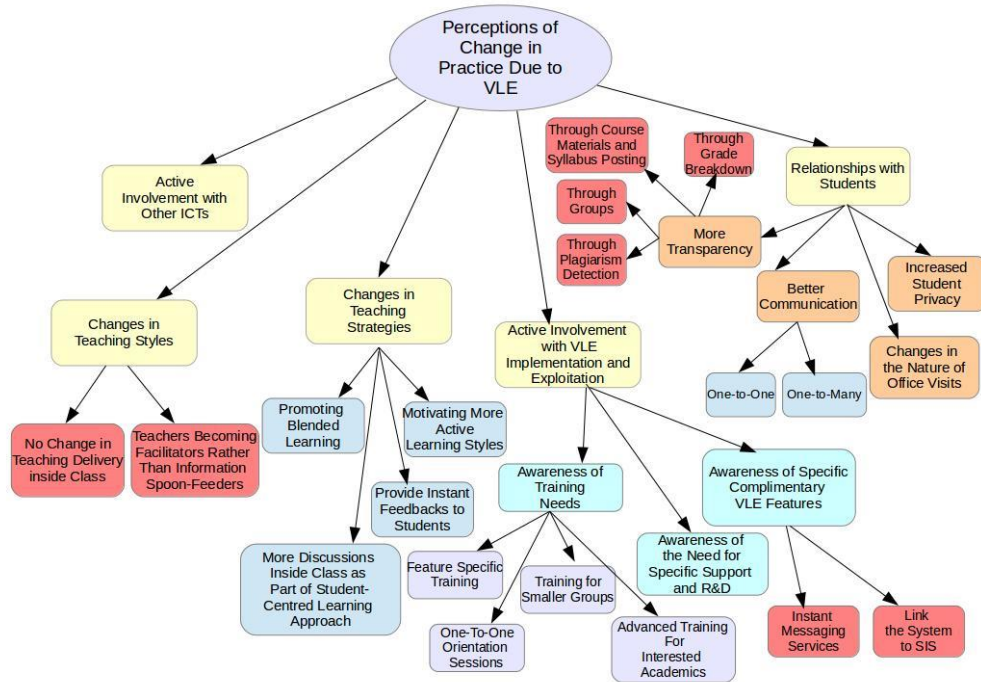 Perceptions of
Change in
Practice Due to
VLE
Through Course
Materials and
Syllabus Posting
Through
Grade
Breakdown
Relationships with
Students
Active
Involvement with
Other ICTs
Through
Groups
More
Transparency
Through
Plagiarism
Detection
Better
Communication
Increased
Student
Privacy
Changes in
Teaching Styles
Changes in
Teaching
Strategies
Active Involvement
with VLE
Implementation and
Exploitation
Changes in
the Nature of
Office Visits
One-to-One
One-to-Many
No Change in
Teaching Delivery
inside Class
Teachers Becoming
Facilitators Rather
Than Information
Spoon-Feeders
Promoting
Blended
Learning
Motivating More
Active
Learning Styles
Provide Instant
Feedbacks to
Students
More Discussions
Inside Class as
Part of Student-
Centred Learning
Approach
Awareness of
Training
Needs
Awareness of Specific
Complimentary
VLE Features
Awareness of
the Need for
Specific Support
and R&D
Feature Specific
Training
Training for
Smaller Groups
One-To-One
Orientation
Sessions
Advanced Training
For
Interested
Academics
Instant
Messaging
Services
Link
the System
to SIS